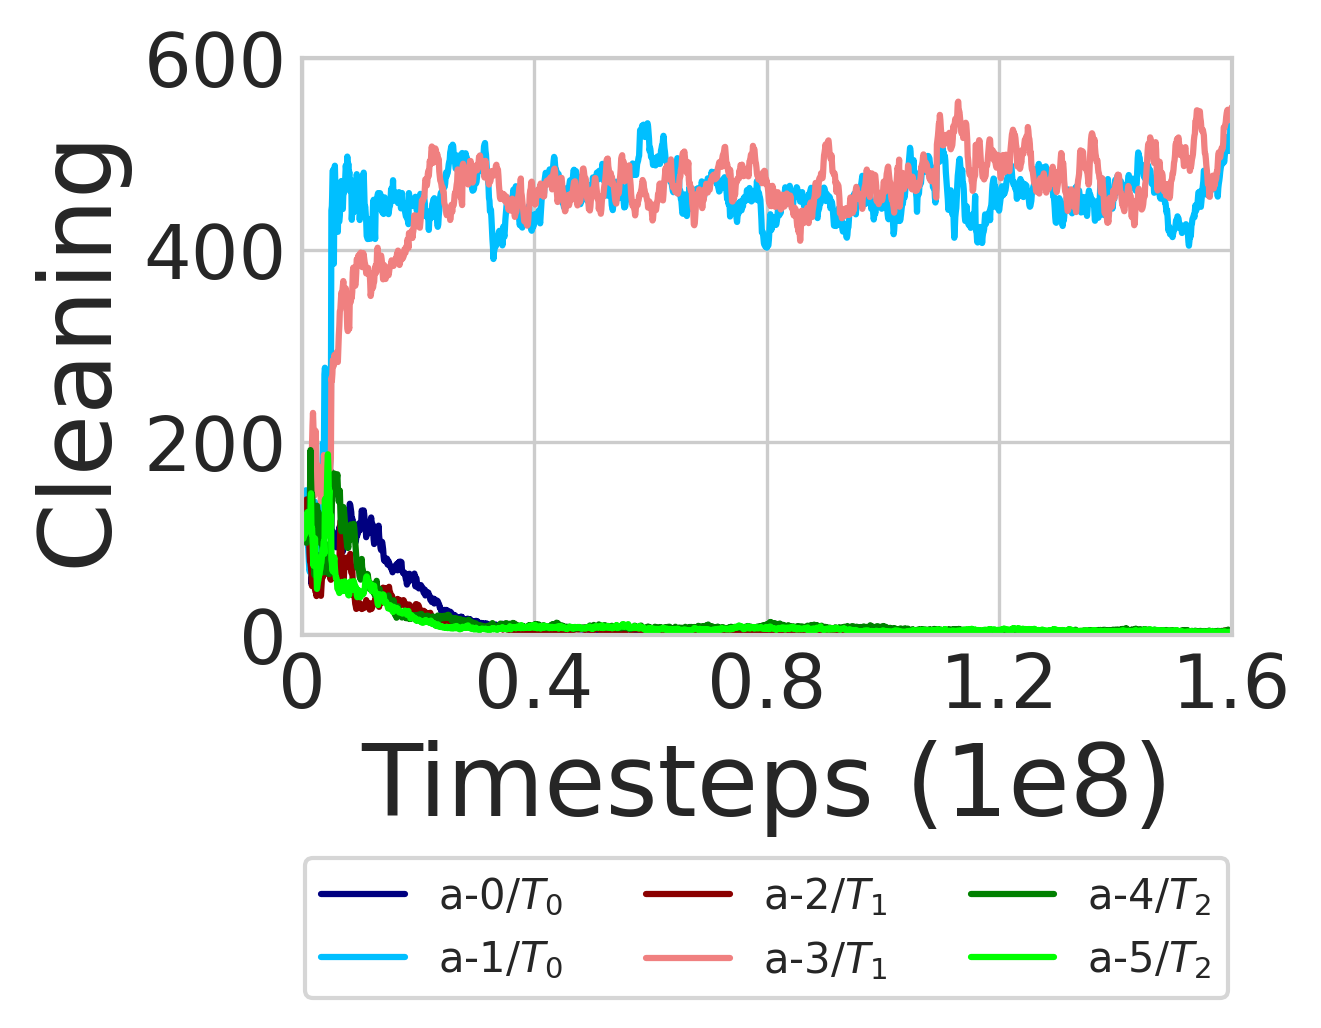 600
400
200
0
Cleaning
0 0.4 0.8 1.2 1.6
Timesteps (1e8)
a-0/T₀ a-2/T₁ a-4/T₂
a-1/T₀ a-3/T₁ a-5/T₂